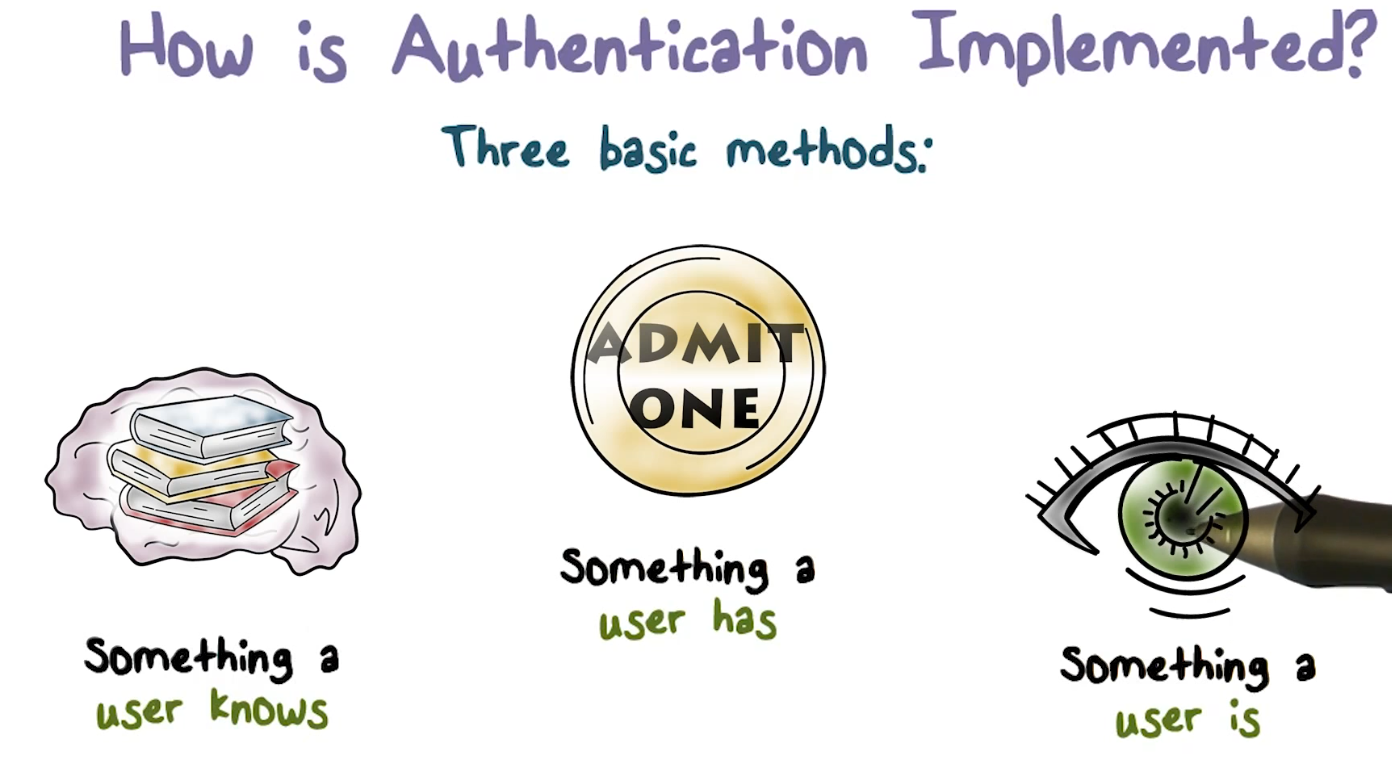 How is Authentication Implemented?
Three basic methods:
ADMIT
ONE
Something a
user knows
Something a
user has
Something a
user is